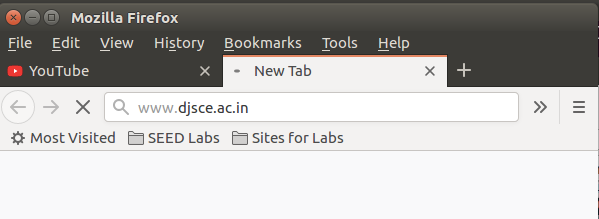 Mozilla Firefox
File Edit View History Bookmarks Tools Help
YouTube New Tab
www.djsce.ac.in
Most Visited SEED Labs Sites for Labs